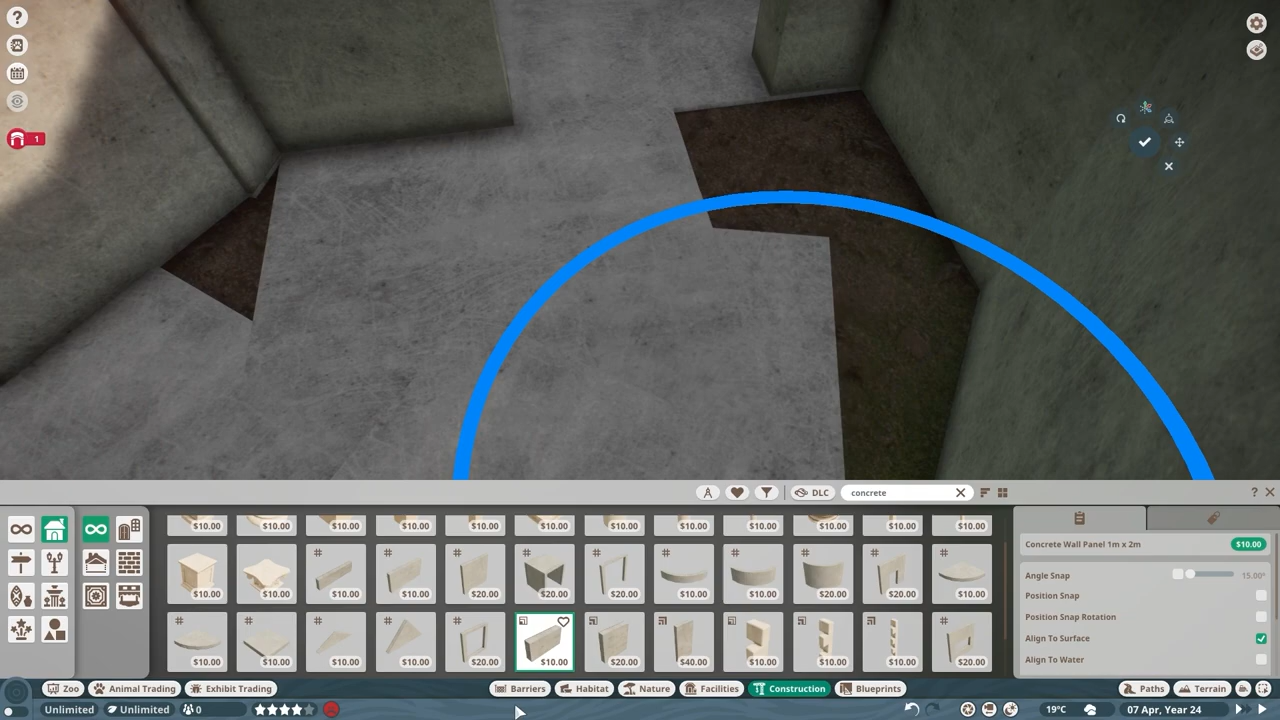 ?
1
DLC
concrete
?
$10.00 $10.00 $10.00 $10.00 $10.00 $10.00 $10.00 $10.00 $10.00 $10.00 $10.00 $10.00
Concrete Wall Panel 1m x 2m $10.00
Angle Snap 15.00°
$10.00 $10.00 $10.00 $10.00 $20.00 $20.00 $20.00 $10.00 $10.00 $20.00 $20.00 $10.00
Position Snap
Position Snap Rotation
Align To Surface
Align To Water
$10.00 $10.00 $10.00 $10.00 $20.00 $10.00 $20.00 $40.00 $10.00 $10.00 $10.00 $20.00
Zoo Animal Trading Exhibit Trading Barriers Habitat Nature Facilities Construction Blueprints Paths Terrain
Unlimited Unlimited 0 19°C 07 Apr, Year 24